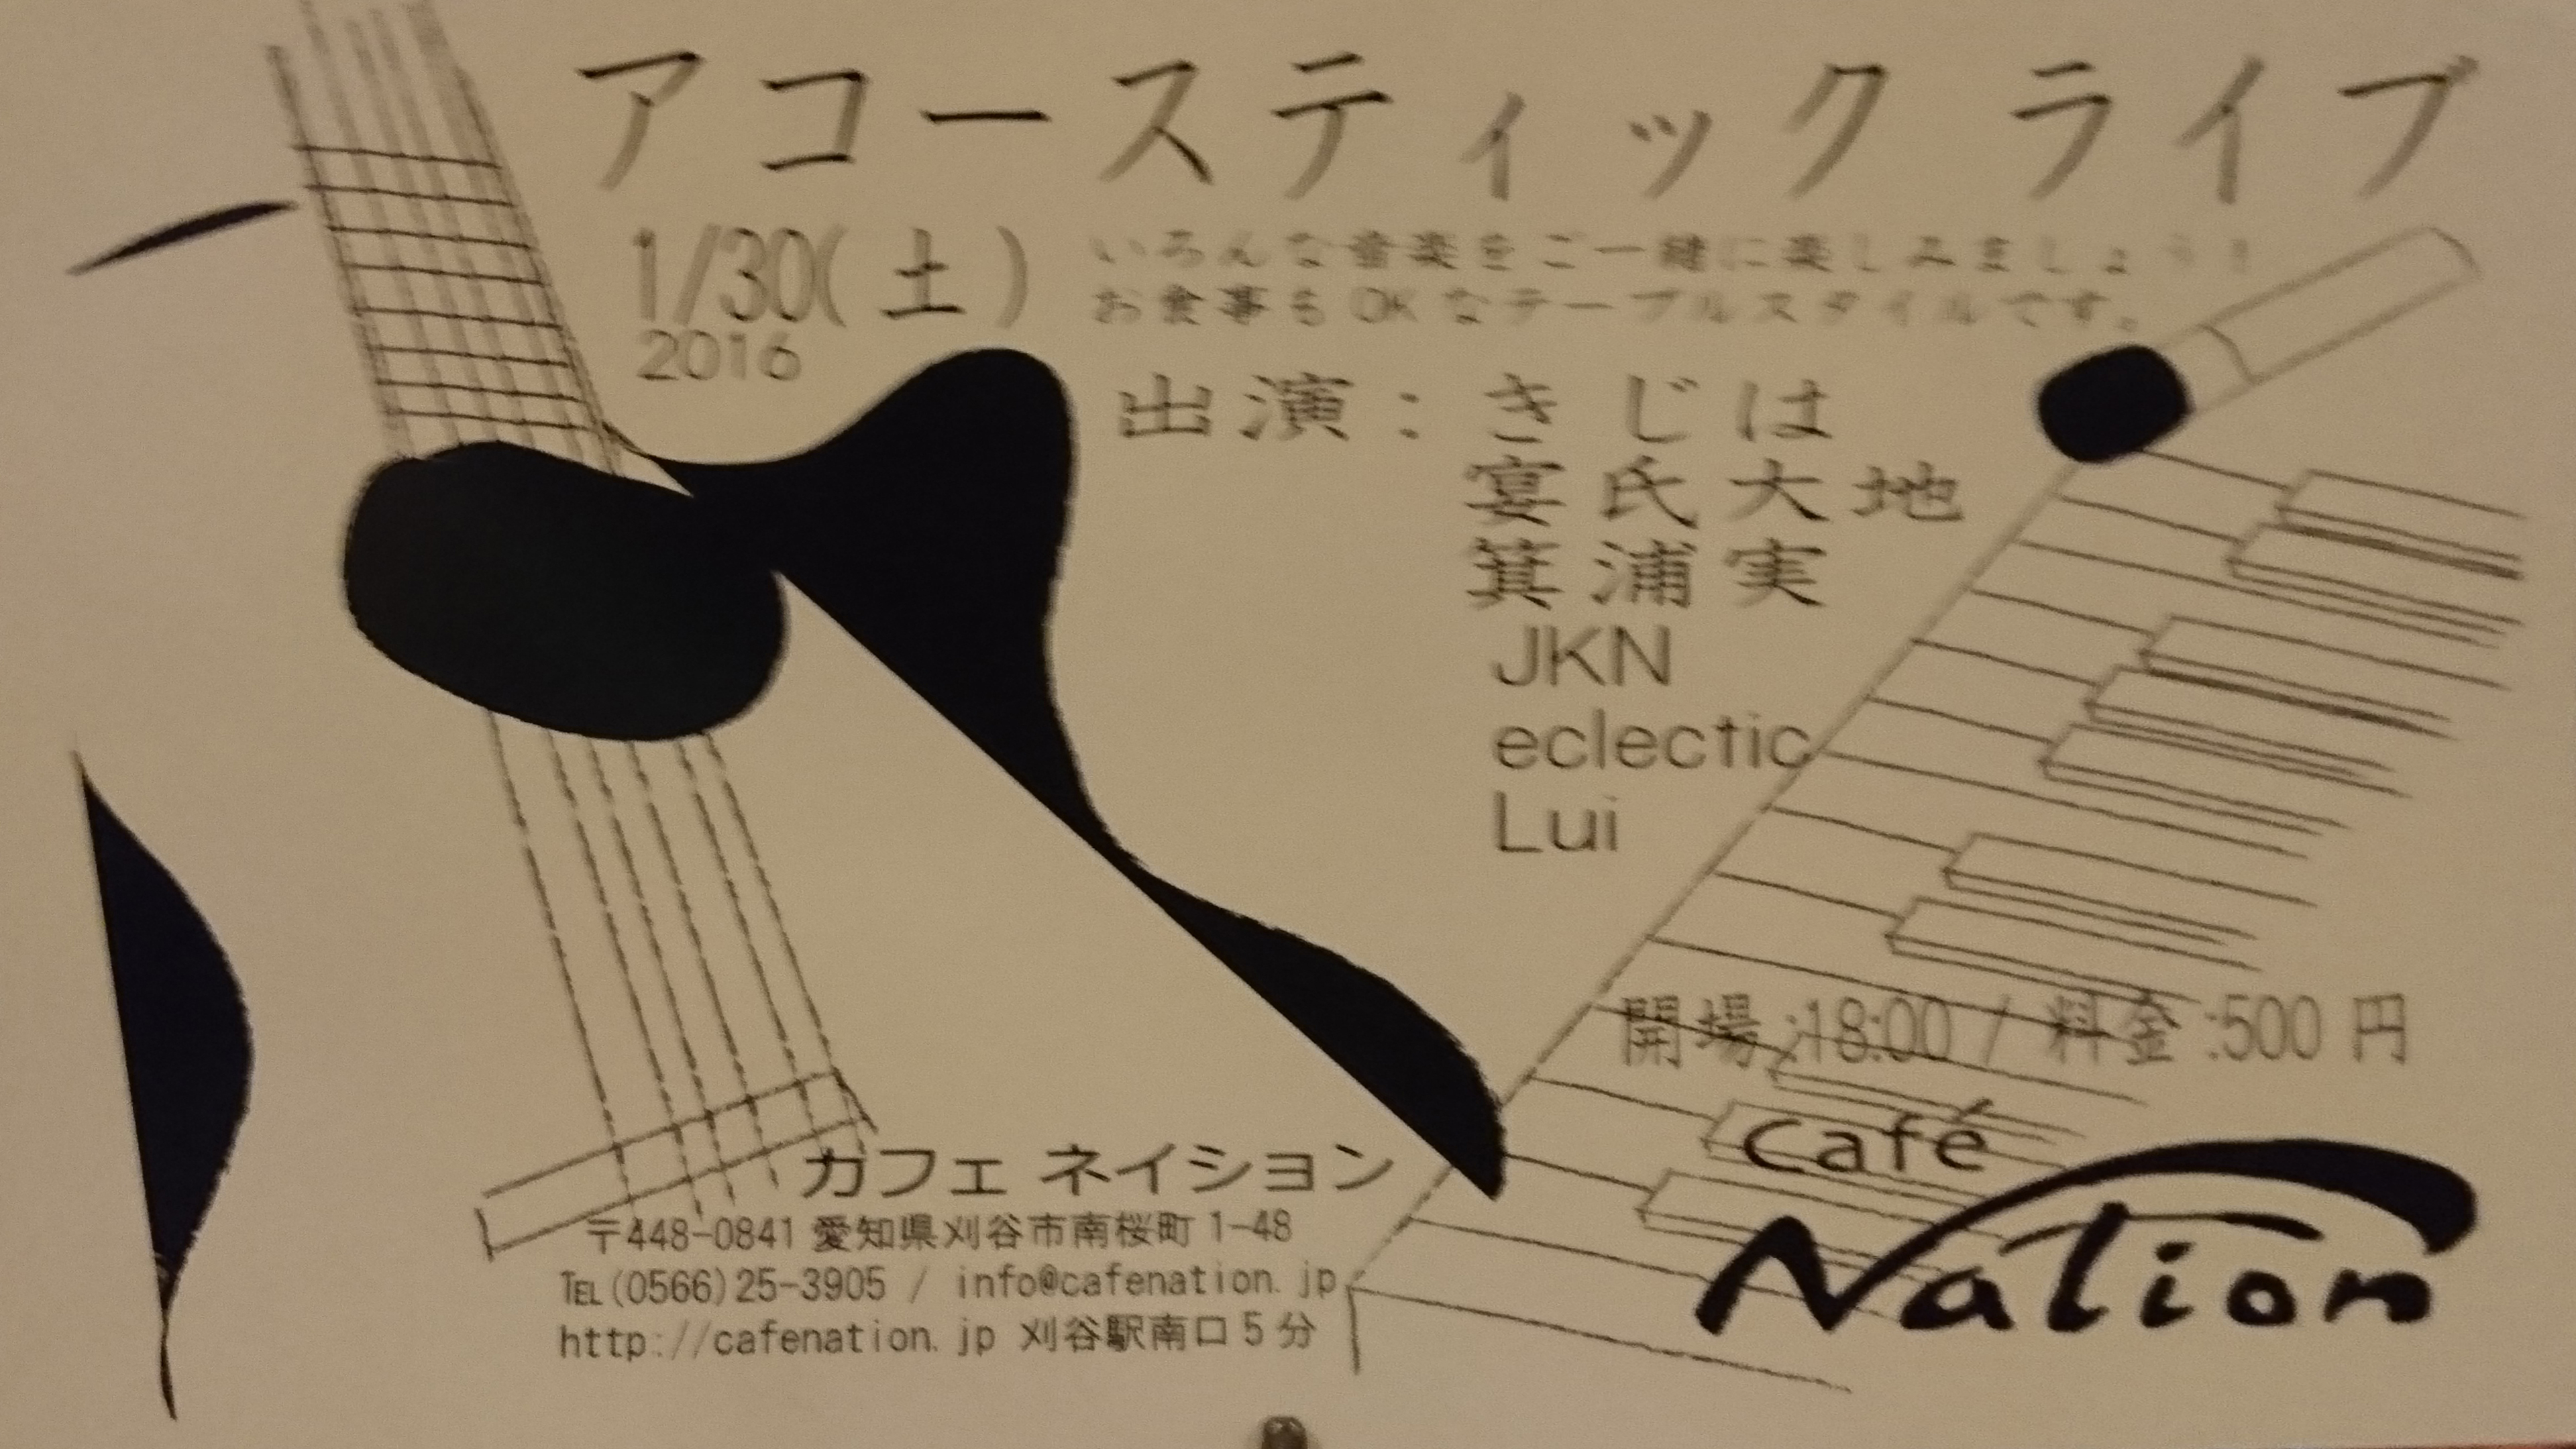 アコースティック ライブ
1/30(土)
2016
いろんな音楽をご一緒に楽しみましょう！
お食事も OK なテーブルスタイルです。
出演：きじは
宴氏大地
箕浦実
JKN
eclectic
Lui
開場:18:00 / 料金:500 円
カフェ ネイション
〒448-0841 愛知県刈谷市南桜町 1-48
TEL(0566)25-3905 / info@cafenation.jp
http://cafenation.jp 刈谷駅南口 5 分
Café
Nation